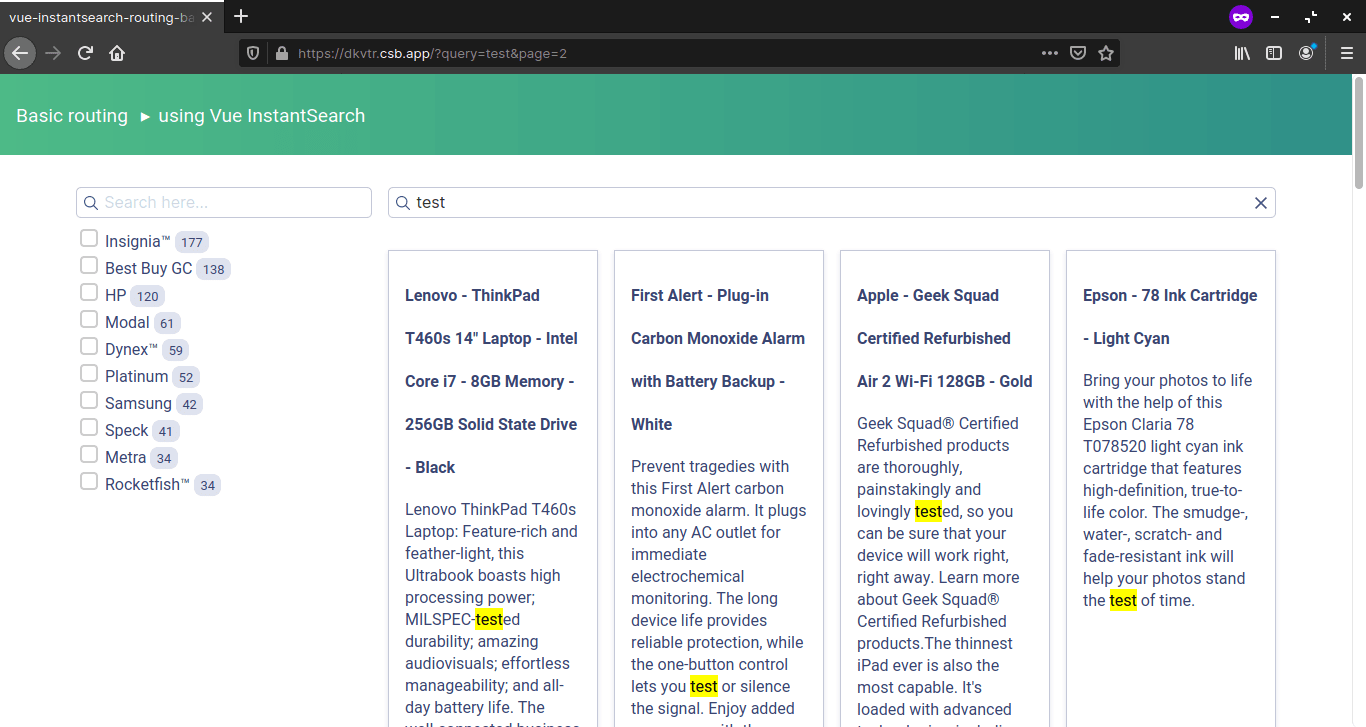 vue-instantsearch-routing-ba
https://dkvtr.csb.app/?query=test&page=2
Basic routing ▸ using Vue InstantSearch
Search here...
test
Insignia™ 177
Best Buy GC 138
HP 120
Modal 61
Dynex™ 59
Platinum 52
Samsung 42
Speck 41
Metra 34
Rocketfish™ 34
Lenovo - ThinkPad
T460s 14" Laptop - Intel
Core i7 - 8GB Memory -
256GB Solid State Drive
- Black
Lenovo ThinkPad T460s
Laptop: Feature-rich and
feather-light, this
Ultrabook boasts high
processing power;
MILSPEC-tested
durability; amazing
audiovisuals; effortless
manageability; and all-
day battery life. The
First Alert - Plug-in
Carbon Monoxide Alarm
with Battery Backup -
White
Prevent tragedies with
this First Alert carbon
monoxide alarm. It plugs
into any AC outlet for
immediate
electrochemical
monitoring. The long
device life provides
reliable protection, while
the one-button control
lets you test or silence
the signal. Enjoy added
Apple - Geek Squad
Certified Refurbished
Air 2 Wi-Fi 128GB - Gold
Geek Squad® Certified
Refurbished products
are thoroughly,
painstakingly and
lovingly tested, so you
can be sure that your
device will work right,
right away. Learn more
about Geek Squad®
Certified Refurbished
products.The thinnest
iPad ever is also the
most capable. It's
loaded with advanced
Epson - 78 Ink Cartridge
- Light Cyan
Bring your photos to life
with the help of this
Epson Claria 78
T078520 light cyan ink
cartridge that features
high-definition, true-to-
life color. The smudge-,
water-, scratch- and
fade-resistant ink will
help your photos stand
the test of time.